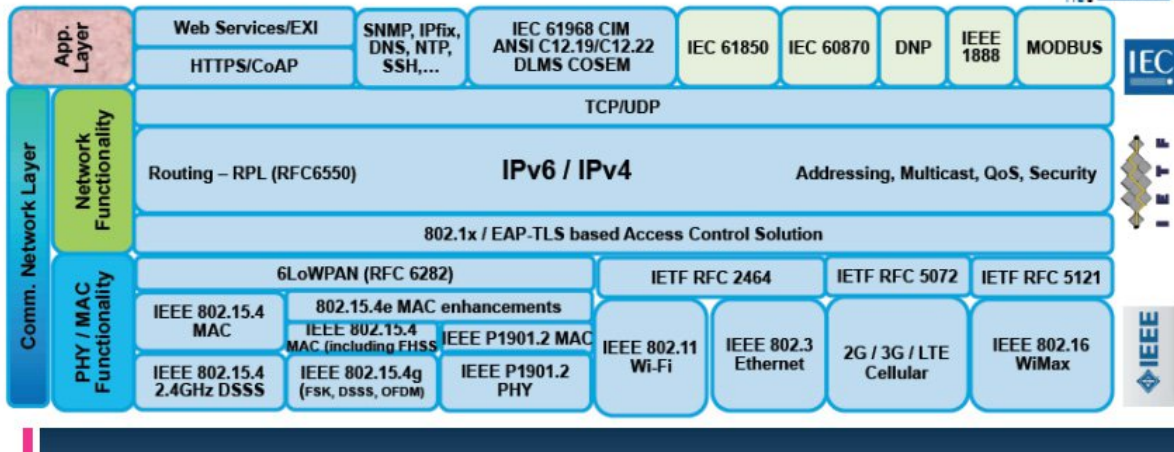 App.
Layer
Web Services/EXI
HTTPS/CoAP
SNMP, IPfix,
DNS, NTP,
SSH,...
IEC 61968 CIM
ANSI C12.19/C12.22
DLMS COSEM
IEC 61850
IEC 60870
DNP
IEEE
1888
MODBUS
IEC
Comm. Network Layer
Network
Functionality
TCP/UDP
Routing – RPL (RFC6550)
IPv6 / IPv4
Addressing, Multicast, QoS, Security
802.1x / EAP-TLS based Access Control Solution
IETF
PHY / MAC
Functionality
6LoWPAN (RFC 6282)
IETF RFC 2464
IETF RFC 5072
IETF RFC 5121
IEEE 802.15.4
MAC
802.15.4e MAC enhancements
IEEE 802.15.4
MAC (including FHSS
IEEE P1901.2 MAC
IEEE 802.15.4
2.4GHz DSSS
IEEE 802.15.4g
(FSK, DSSS, OFDM)
IEEE P1901.2
PHY
IEEE 802.11
Wi-Fi
IEEE 802.3
Ethernet
2G / 3G / LTE
Cellular
IEEE 802.16
WiMax
IEEE